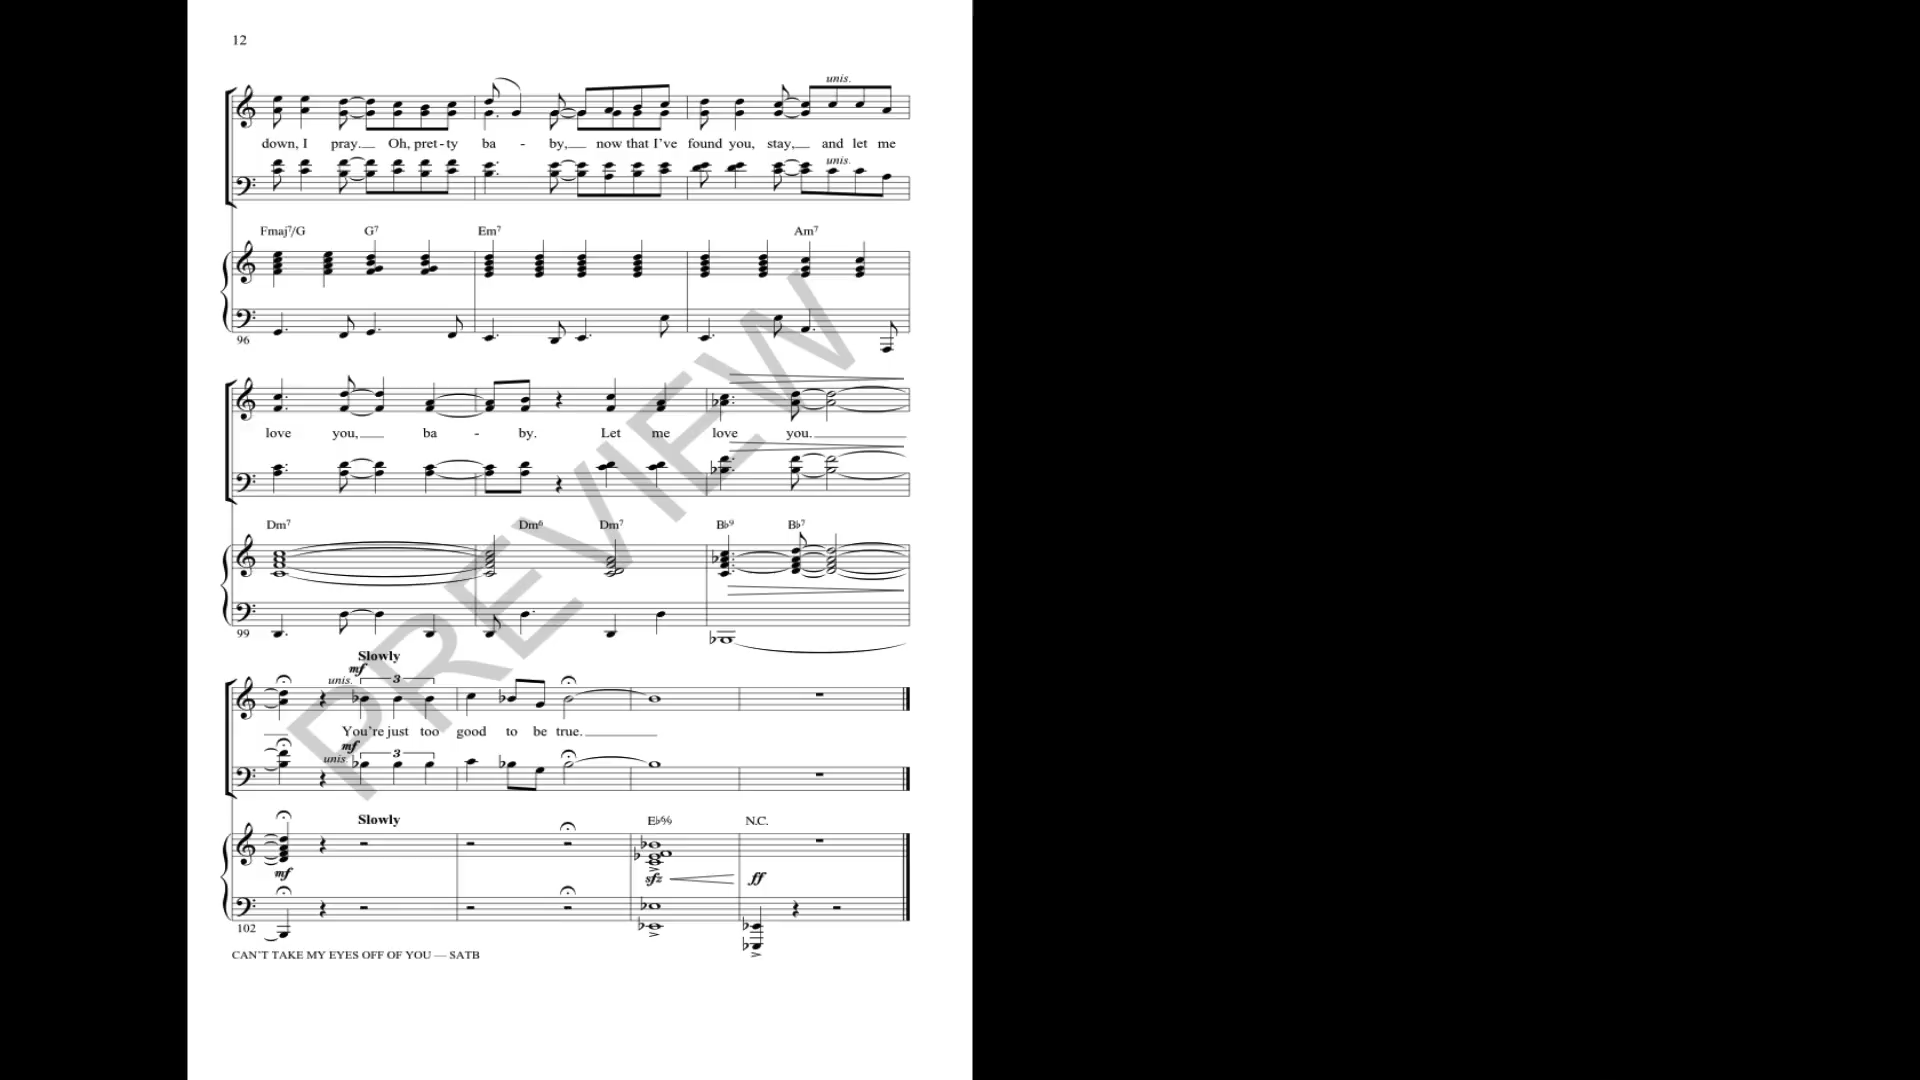 12
unis.
down, I pray. Oh, pret-ty ba - by, now that I've found you, stay, and let me
unis.
Fmaj7/G G7 Em7 Am7
96
love you, ba - by. Let me love you.
Dm7 Dm6 Dm7 B♭9 B♭7
99
Slowly
mf
unis. 3
You're just too good to be true.
mf
unis. 3
Slowly
E♭6/9 N.C.
mf sfz ff
102
CAN'T TAKE MY EYES OFF OF YOU — SATB
PREVIEW